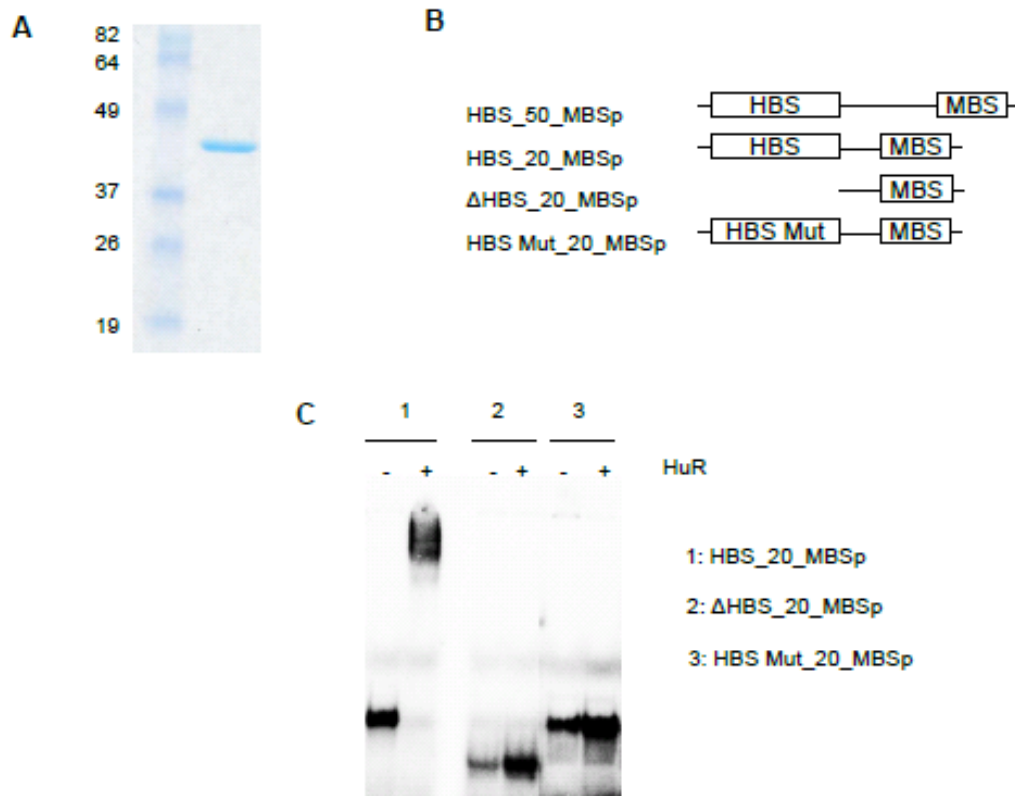 A
82
64
49
37
26
19
B
HBS_50_MBSp
HBS MBS
HBS_20_MBSp
HBS MBS
ΔHBS_20_MBSp
MBS
HBS Mut_20_MBSp
HBS Mut MBS
C
1 2 3
- + - + - + HuR
1: HBS_20_MBSp
2: ΔHBS_20_MBSp
3: HBS Mut_20_MBSp